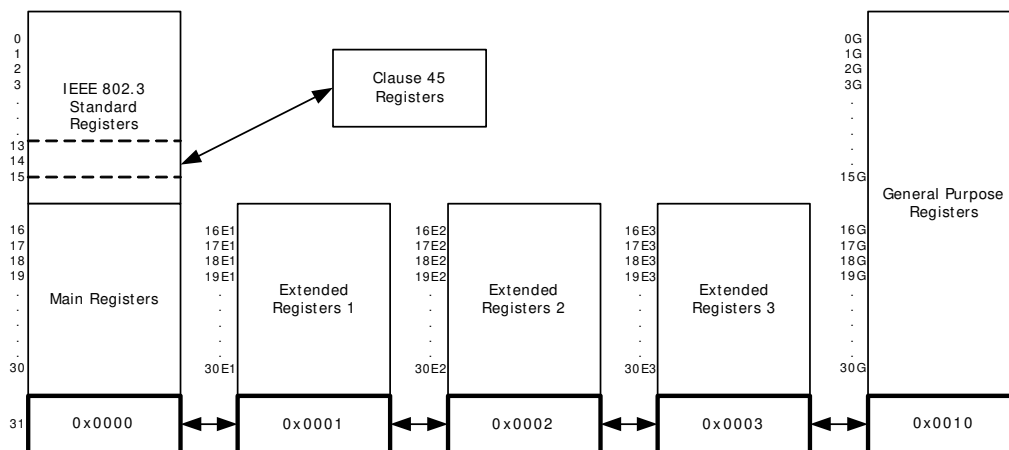 0
1
2
3
.
.
.
13
14
15
IEEE 802.3
Standard
Registers
Clause 45
Registers
16
17
18
19
.
.
.
.
.
30
Main Registers
16E1
17E1
18E1
19E1
.
.
.
.
.
30E1
Extended
Registers 1
16E2
17E2
18E2
19E2
.
.
.
.
.
30E2
Extended
Registers 2
16E3
17E3
18E3
19E3
.
.
.
.
.
30E3
Extended
Registers 3
0G
1G
2G
3G
.
.
.
.
.
15G
16G
17G
18G
19G
.
.
.
.
.
30G
General Purpose
Registers
31
0x0000
0x0001
0x0002
0x0003
0x0010